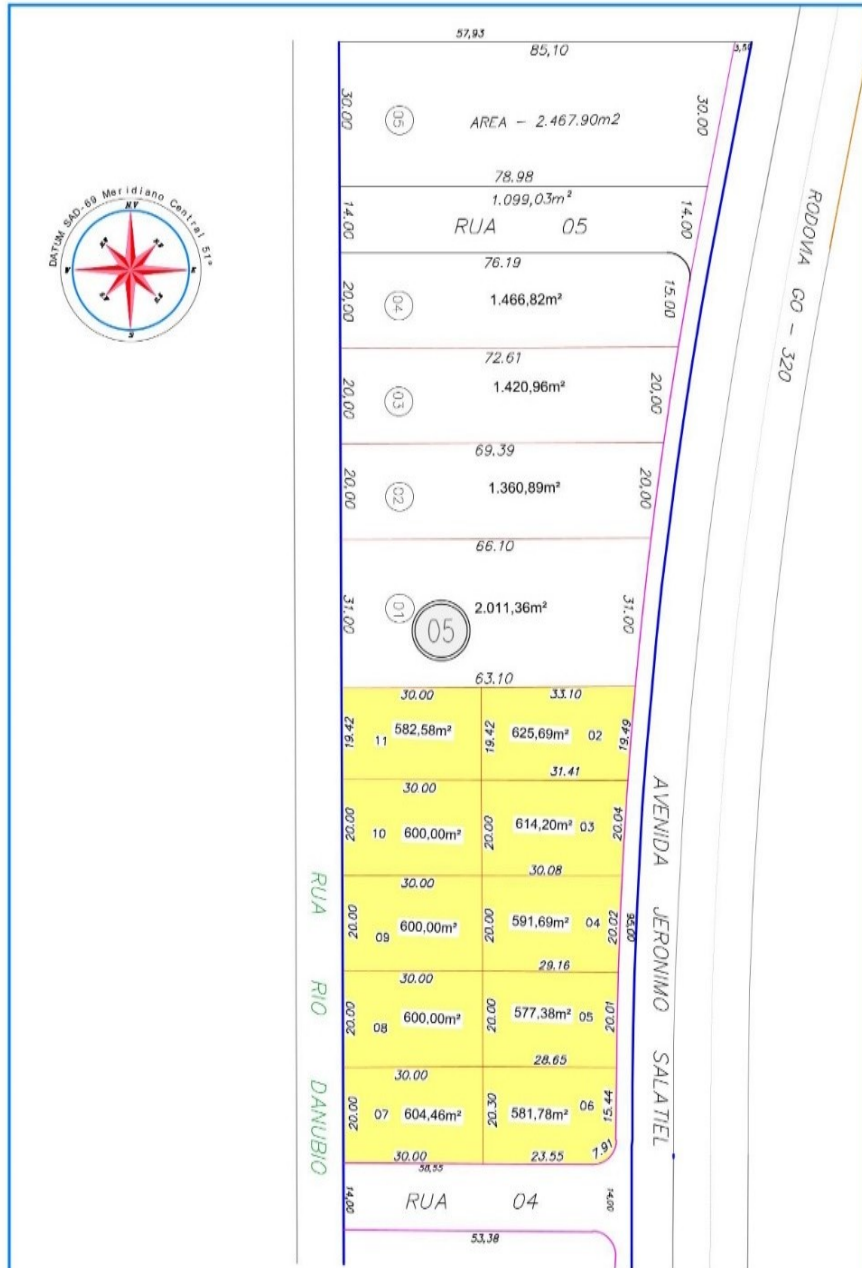 57,93
85,10
3,50
30.00
05
AREA - 2.467.90m2
30.00
78.98
1.099,03m²
14.00
RUA 05
14.00
76.19
20,00
04
1.466,82m²
15.00
72.61
20,00
03
1.420,96m²
20,00
69.39
20,00
02
1.360,89m²
20,00
66.10
31.00
01
05
2.011,36m²
31.00
63.10
30.00
33.10
19.42
11
582,58m²
19.42
625,69m²
02
19.49
31.41
30.00
20.00
10
600,00m²
20.00
614,20m²
03
20.04
30.08
30.00
20.00
09
600,00m²
20.00
591,69m²
04
20.02
95,00
29.16
30.00
20.00
08
600,00m²
20.00
577,38m²
05
20.01
28.65
30.00
20.00
07
604,46m²
20.30
581,78m²
06
15.44
30.00
23.55
7.91
58,55
14,00
RUA 04
14,00
53,38
RUA RIO DANUBIO
AVENIDA JERONIMO SALATIEL
RODOVIA GO - 320
DATUM SAD-69 Meridiano Central 51°
NV
S